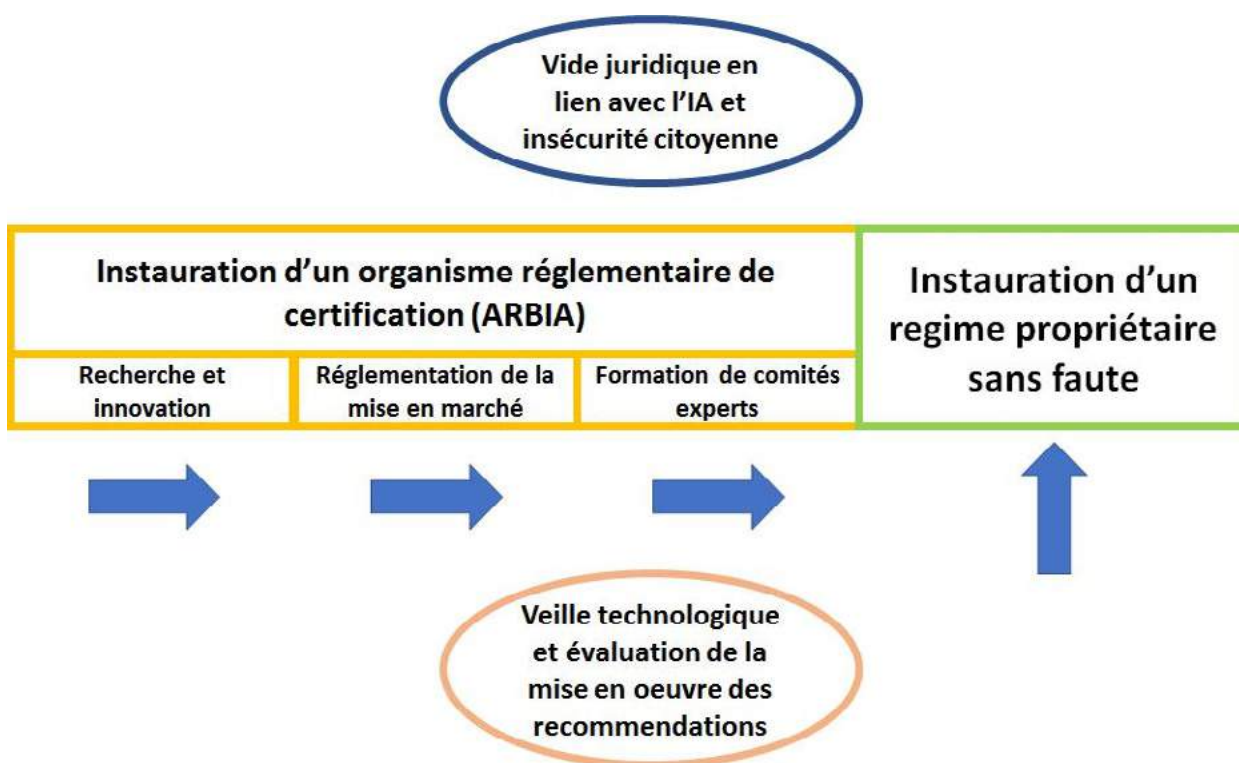 Vide juridique en
lien avec l'IA et
insécurité citoyenne
Instauration d'un organisme réglementaire de
certification (ARBIA)
Recherche et
innovation
Réglementation de la
mise en marché
Formation de comités
experts
Instauration d'un
regime propriétaire
sans faute
Veille technologique
et évaluation de la
mise en oeuvre des
recommendations